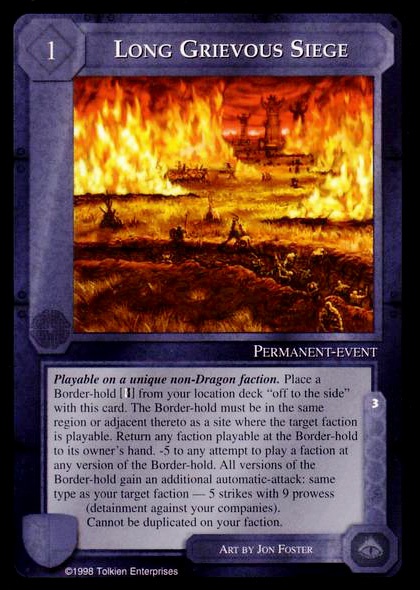 1
Long Grievous Siege
Permanent-event
Playable on a unique non-Dragon faction. Place a
Border-hold [] from your location deck “off to the side”
with this card. The Border-hold must be in the same
region or adjacent thereto as a site where the target faction
is playable. Return any faction playable at the Border-hold
to its owner's hand. -5 to any attempt to play a faction at
any version of the Border-hold. All versions of the
Border-hold gain an additional automatic-attack: same
type as your target faction — 5 strikes with 9 prowess
(detainment against your companies).
Cannot be duplicated on your faction.
3
Art by Jon Foster
©1998 Tolkien Enterprises